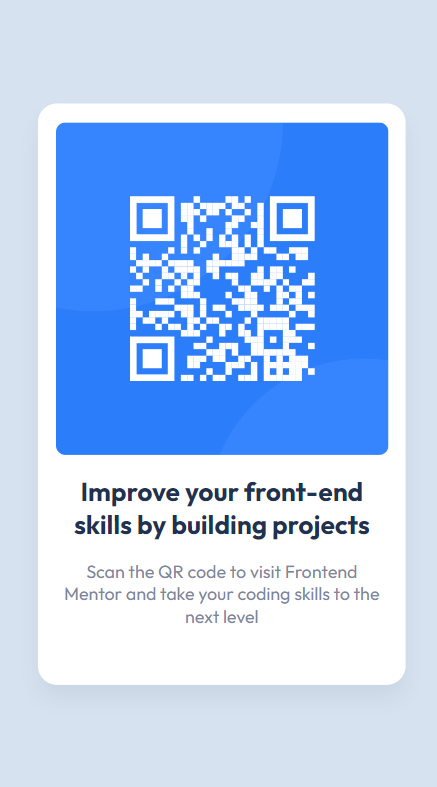 Improve your front-end
skills by building projects
Scan the QR code to visit Frontend
Mentor and take your coding skills to the
next level